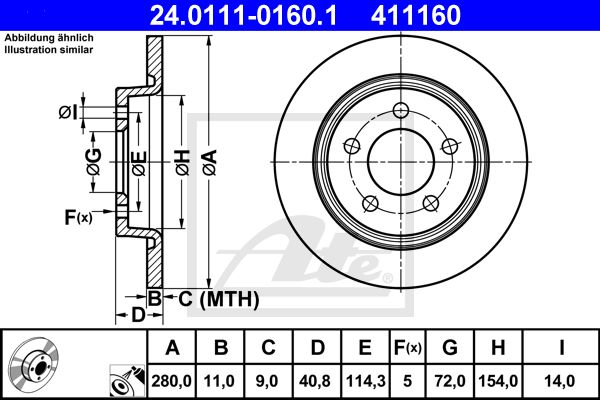 24.0111-0160.1 411160
Abbildung ähnlich
Illustration similar
ØI
ØG
ØE
ØH
ØA
F(x)
B
C (MTH)
D
Ate
A B C D E F(x) G H I
280,0 11,0 9,0 40,8 114,3 5 72,0 154,0 14,0